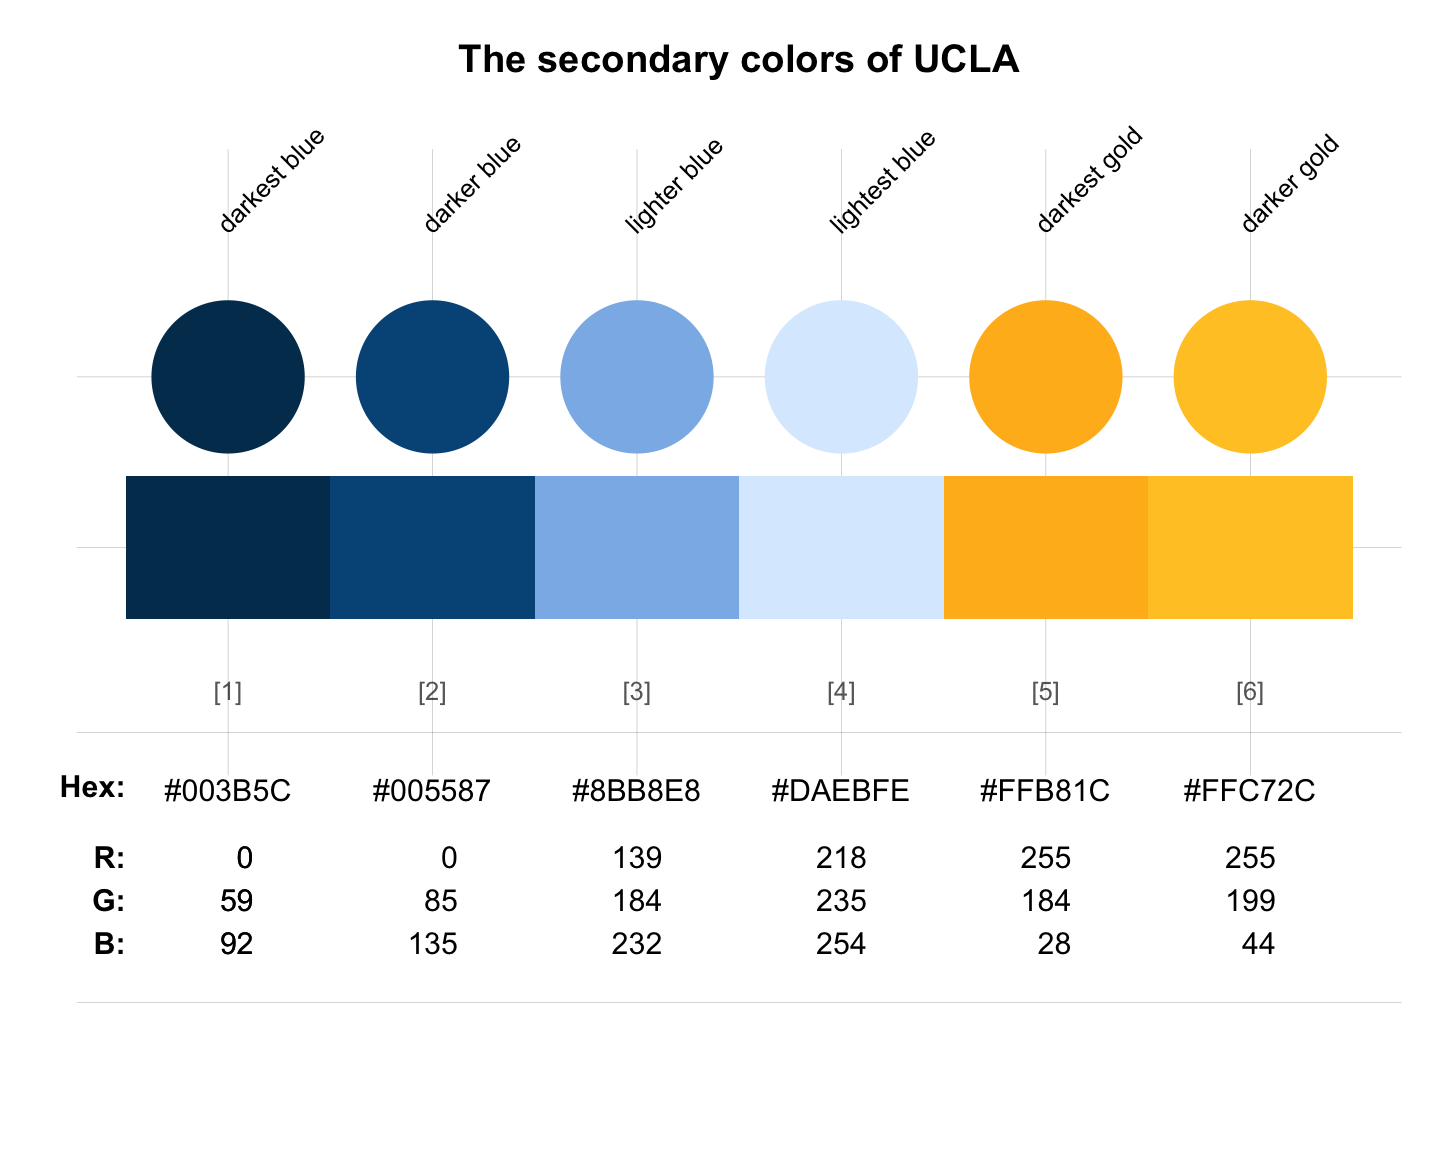 The secondary colors of UCLA
darkest blue
darker blue
lighter blue
lightest blue
darkest gold
darker gold
[1] [2] [3] [4] [5] [6]
Hex: #003B5C #005587 #8BB8E8 #DAEBFE #FFB81C #FFC72C
R: 0 0 139 218 255 255
G: 59 85 184 235 184 199
B: 92 135 232 254 28 44